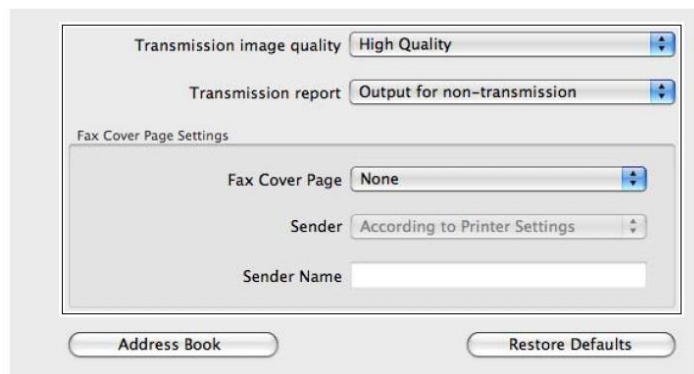 Transmission image quality High Quality
Transmission report Output for non-transmission
Fax Cover Page Settings
Fax Cover Page None
Sender According to Printer Settings
Sender Name
Address Book Restore Defaults